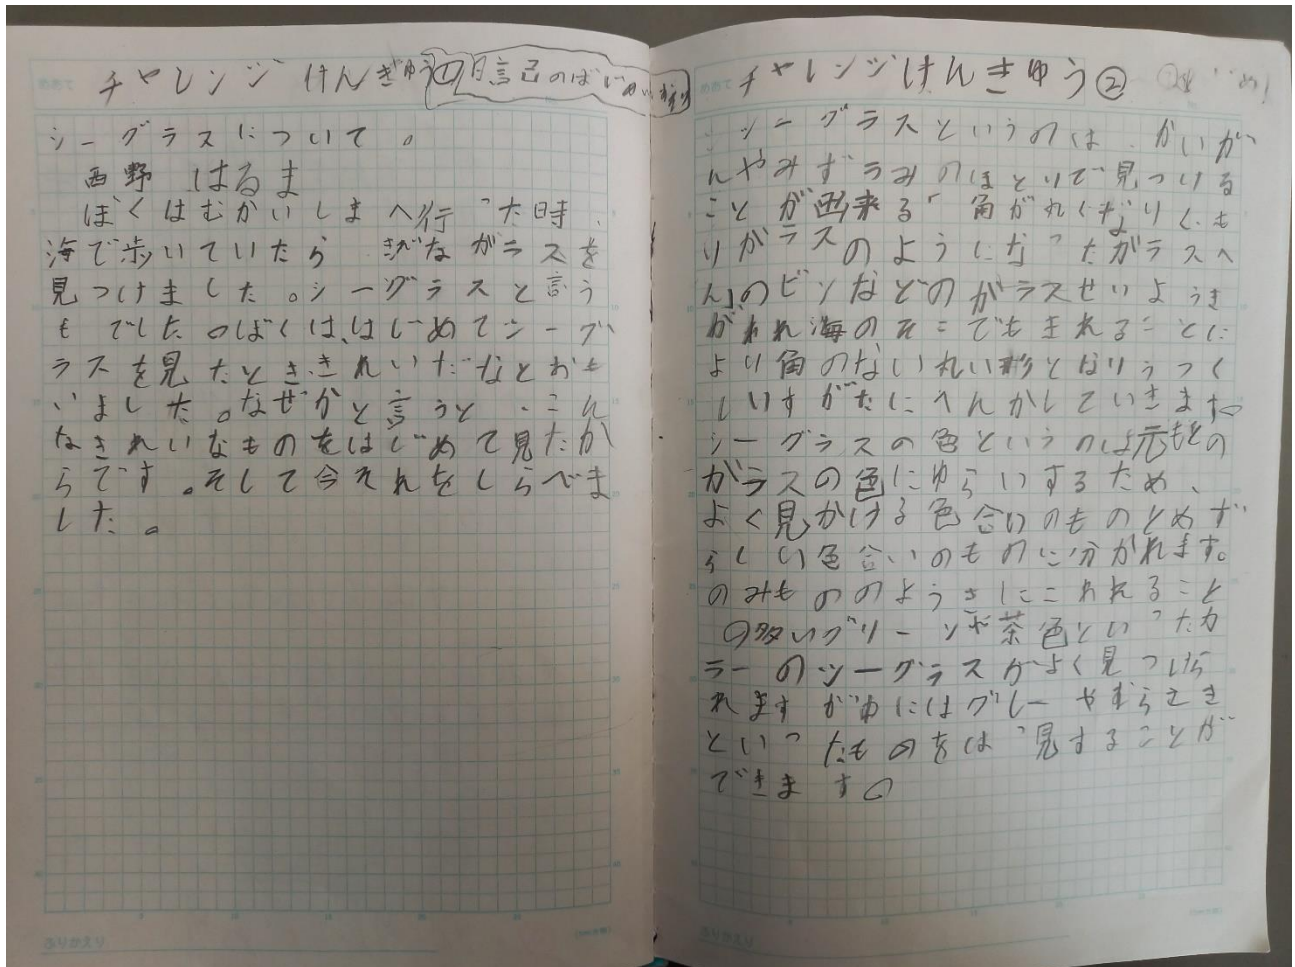 チャレンジ けんきゅう① 日言己のはじめ
シーグラスについて。
西野 はるま
ぼくはむかいしまへ行った時、
海で歩いていたら きれいな ガラスを
見つけました。シーグラスと言う
もでした。ぼくは、はじめてシーグ
ラスを見たとき、きれいだなとおも
いました。なぜかと言うと、こん
なきれいなものをはじめて見たか
らです。そして今それをしらべま
した。
チャレンジけんきゅう②
シーグラスというのは、かいが
んやみずうみのほとりで見つける
ことが出来る「角がれくなりくも
りガラスのようになったガラスへ
ん」のビンなどのガラスせいようき
がわれ海のそこでもまれることに
より角のないれい形となりうつく
しいすがたにへんかしていきます。
シーグラスの色というのは元もとの
ガラスの色にゆらいするため、
よく見かける色合いのものとめず
らしい色合いのものに分かれます。
のみもののようきにこわれること
の多いグリーンや茶色といったカ
ラーのシーグラスがよく見つけら
れますが中にはグレーやむらさき
といったものをはっ見することが
できます。